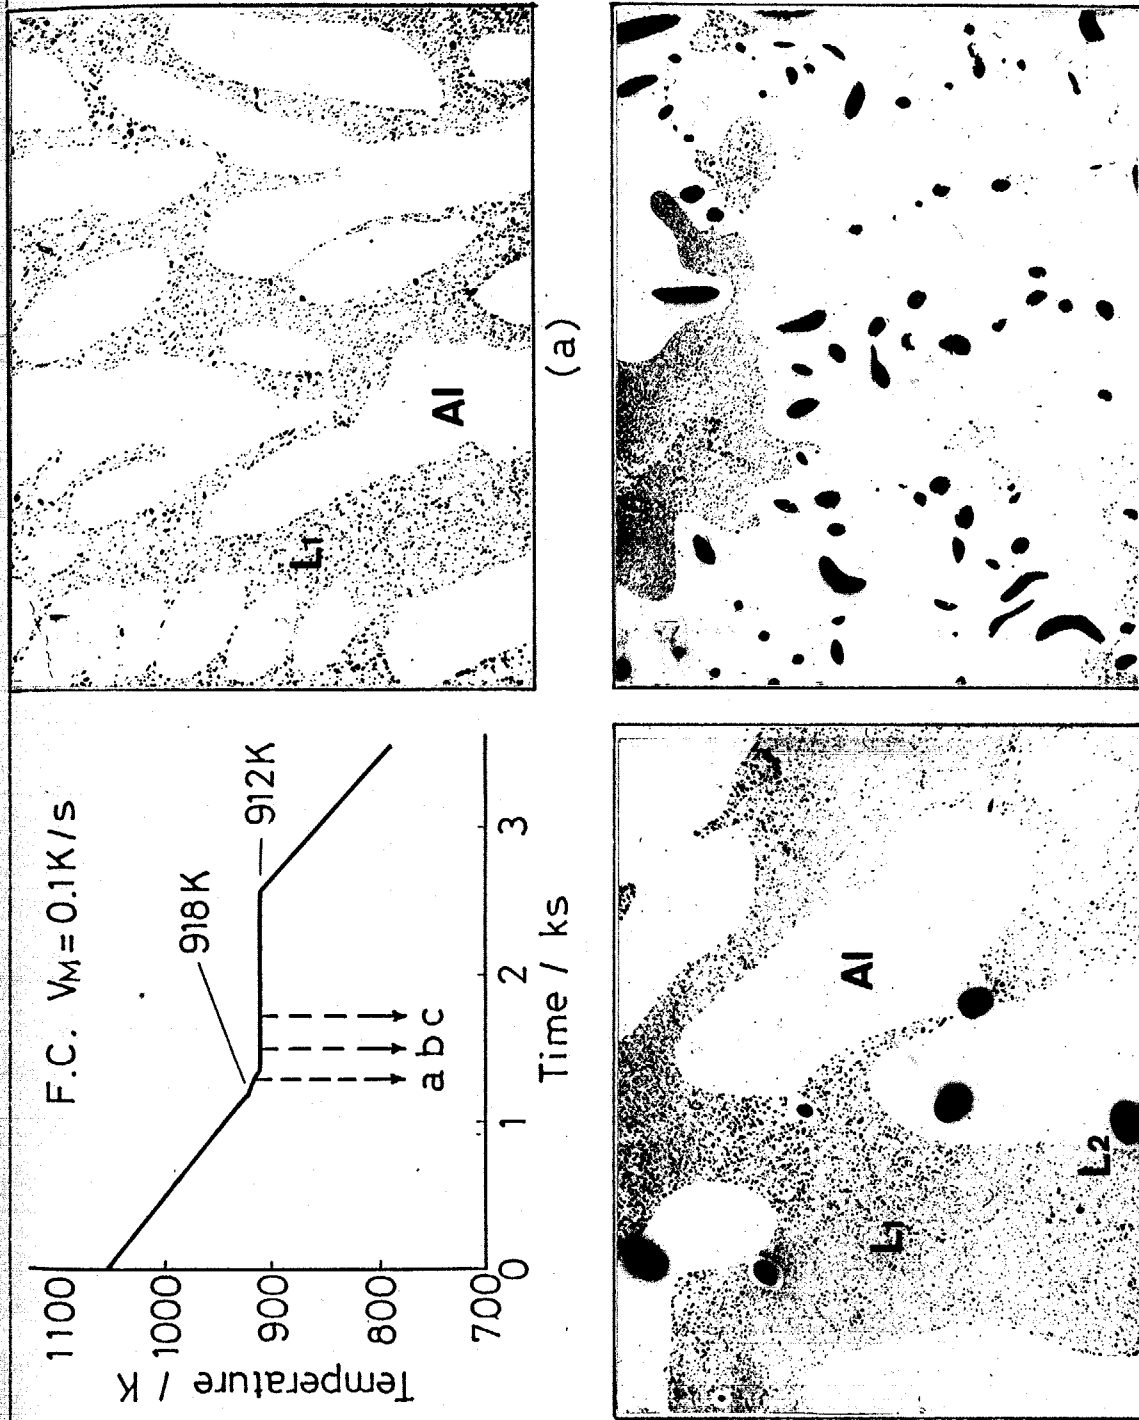 F.C. VM=0.1K/s
918K
912K
Temperature / K
1100
1000
900
800
700
0
1
2
3
a b c
Time / ks
L1
Al
(a)
L1
Al
L2